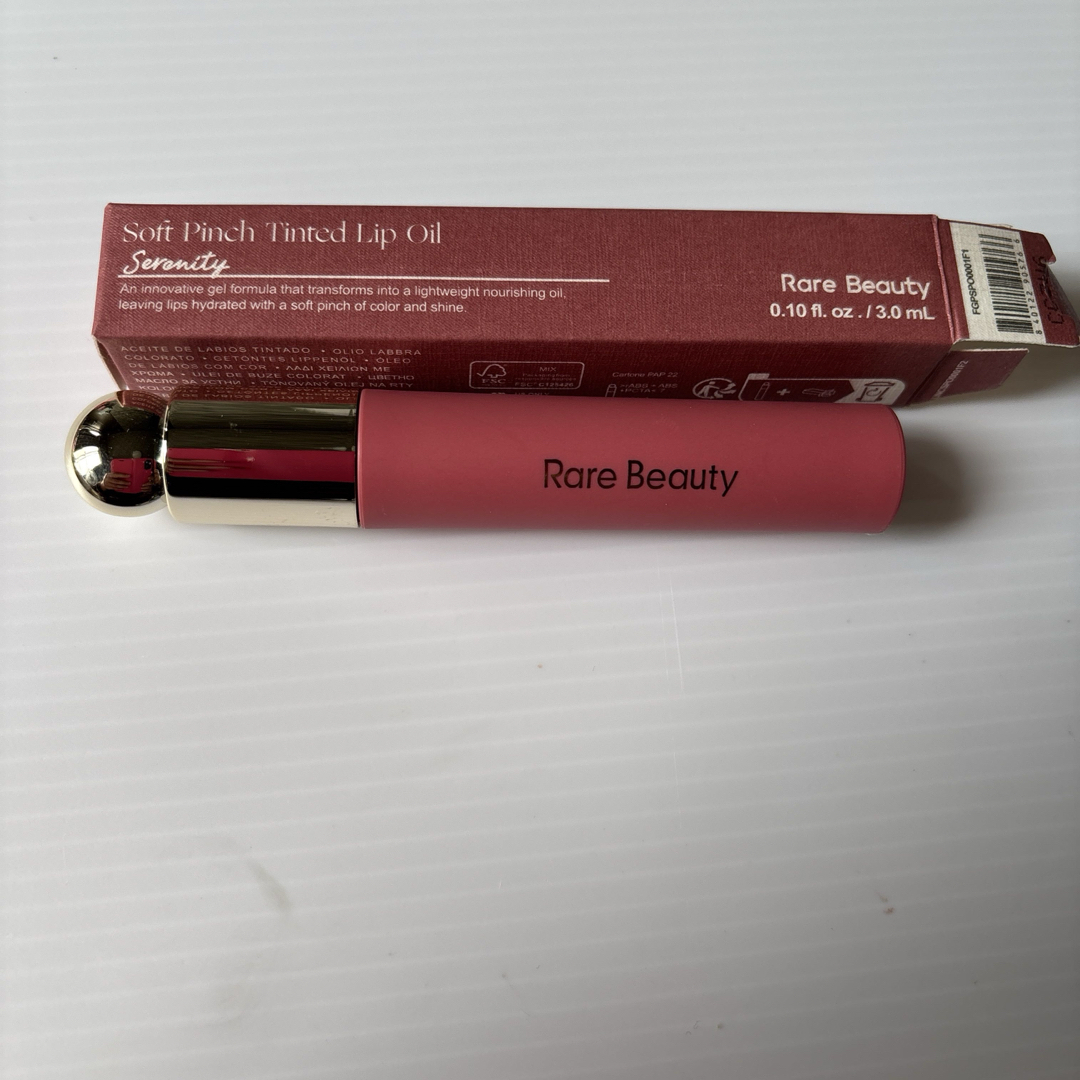 Soft Pinch Tinted Lip Oil
Serenity
An innovative gel formula that transforms into a lightweight nourishing oil,
leaving lips hydrated with a soft pinch of color and shine.
Rare Beauty
0.10 fl. oz. / 3.0 mL
FGPSPO0001F1
ACEITE DE LABIOS TINTADO • OLIO LABBRA
COLORATO • GETÖNTES LIPPENÖL • ÓLEO
DE LABIOS COM COR • ΛΑΔΙ ΧΕΙΛΙΩΝ ΜΕ
ΧΡΩΜΑ • ULEI DE BUZE COLORAT • ЦВЕТНО
МАСЛО ЗА УСТНИ • TÓNOVANÝ OLEJ NA RTY
FSC
MIX
Cartone PAP 22
Rare Beauty